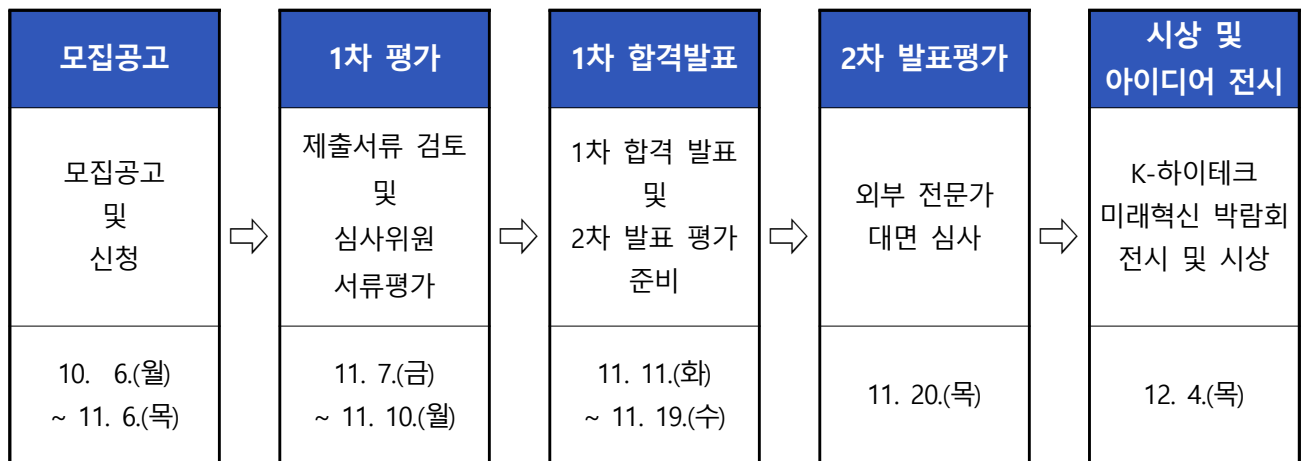 모집공고
모집공고
및
신청
10. 6.(월)
~ 11. 6.(목)
1차 평가
제출서류 검토
및
심사위원
서류평가
11. 7.(금)
~ 11. 10.(월)
1차 합격발표
1차 합격 발표
및
2차 발표 평가
준비
11. 11.(화)
~ 11. 19.(수)
2차 발표평가
외부 전문가
대면 심사
11. 20.(목)
시상 및
아이디어 전시
K-하이테크
미래혁신 박람회
전시 및 시상
12. 4.(목)